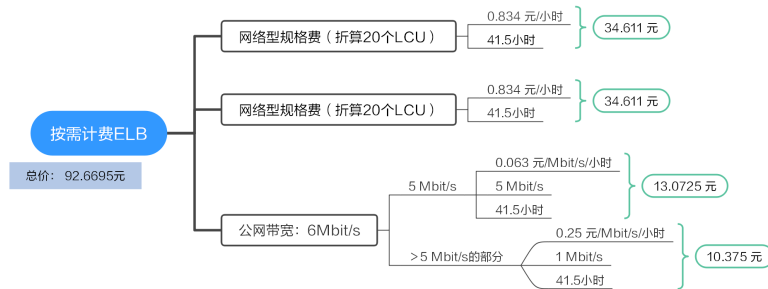 按需计费ELB
总价： 92.6695元
网络型规格费（折算20个LCU）
0.834 元/小时
41.5小时
34.611 元
网络型规格费（折算20个LCU）
0.834 元/小时
41.5小时
34.611 元
公网带宽：6Mbit/s
5 Mbit/s
0.063 元/Mbit/s/小时
5 Mbit/s
41.5小时
13.0725 元
>5 Mbit/s的部分
0.25 元/Mbit/s/小时
1 Mbit/s
41.5小时
10.375 元